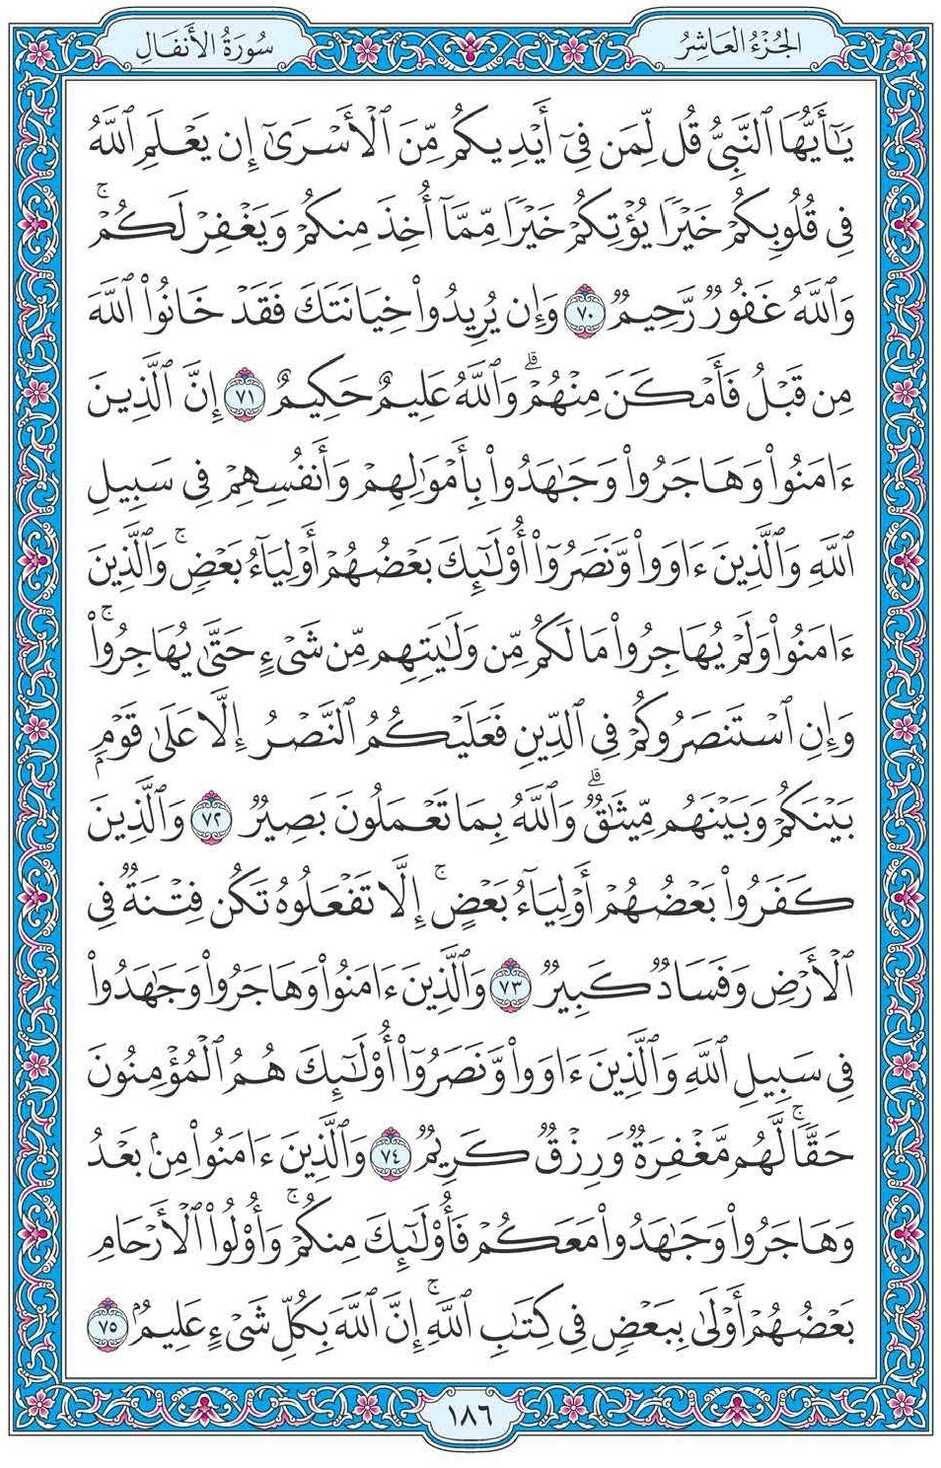 الجُزْءُ العَاشِرُ
سُورَةُ الأَنفَالِ
يَٰٓأَيُّهَا ٱلنَّبِيُّ قُل لِّمَن فِيٓ أَيْدِيكُم مِّنَ ٱلْأَسْرَىٰٓ إِن يَعْلَمِ ٱللَّهُ
فِي قُلُوبِكُمْ خَيْرًا يُؤْتِكُمْ خَيْرًا مِّمَّآ أُخِذَ مِنكُمْ وَيَغْفِرْ لَكُمْۚ
وَٱللَّهُ غَفُورٌ رَّحِيمٌ ٧٠ وَإِن يُرِيدُوا۟ خِيَانَتَكَ فَقَدْ خَانُوا۟ ٱللَّهَ
مِن قَبْلُ فَأَمْكَنَ مِنْهُمْۗ وَٱللَّهُ عَلِيمٌ حَكِيمٌ ٧١ إِنَّ ٱلَّذِينَ
ءَامَنُوا۟ وَهَاجَرُوا۟ وَجَٰهَدُوا۟ بِأَمْوَٰلِهِمْ وَأَنفُسِهِمْ فِي سَبِيلِ
ٱللَّهِ وَٱلَّذِينَ ءَاوَوا۟ وَّنَصَرُوٓا۟ أُو۟لَٰٓئِكَ بَعْضُهُمْ أَوْلِيَآءُ بَعْضٍۚ وَٱلَّذِينَ
ءَامَنُوا۟ وَلَمْ يُهَاجِرُوا۟ مَا لَكُم مِّن وَلَٰيَتِهِم مِّن شَيْءٍ حَتَّىٰ يُهَاجِرُوا۟ۚ
وَإِنِ ٱسْتَنصَرُوكُمْ فِي ٱلدِّينِ فَعَلَيْكُمُ ٱلنَّصْرُ إِلَّا عَلَىٰ قَوْمٍۭ
بَيْنَكُمْ وَبَيْنَهُم مِّيثَٰقٌۗ وَٱللَّهُ بِمَا تَعْمَلُونَ بَصِيرٌ ٧٢ وَٱلَّذِينَ
كَفَرُوا۟ بَعْضُهُمْ أَوْلِيَآءُ بَعْضٍۚ إِلَّا تَفْعَلُوهُ تَكُن فِتْنَةٌ فِي
ٱلْأَرْضِ وَفَسَادٌ كَبِيرٌ ٧٣ وَٱلَّذِينَ ءَامَنُوا۟ وَهَاجَرُوا۟ وَجَٰهَدُوا۟
فِي سَبِيلِ ٱللَّهِ وَٱلَّذِينَ ءَاوَوا۟ وَّنَصَرُوٓا۟ أُو۟لَٰٓئِكَ هُمُ ٱلْمُؤْمِنُونَ
حَقًّاۚ لَّهُم مَّغْفِرَةٌ وَرِزْقٌ كَرِيمٌ ٧٤ وَٱلَّذِينَ ءَامَنُوا۟ مِنۢ بَعْدُ
وَهَاجَرُوا۟ وَجَٰهَدُوا۟ مَعَكُمْ فَأُو۟لَٰٓئِكَ مِنكُمْۚ وَأُو۟لُوا۟ ٱلْأَرْحَامِ
بَعْضُهُمْ أَوْلَىٰ بِبَعْضٍ فِي كِتَٰبِ ٱللَّهِۚ إِنَّ ٱللَّهَ بِكُلِّ شَيْءٍ عَلِيمٌۢ ٧٥
١٨٦